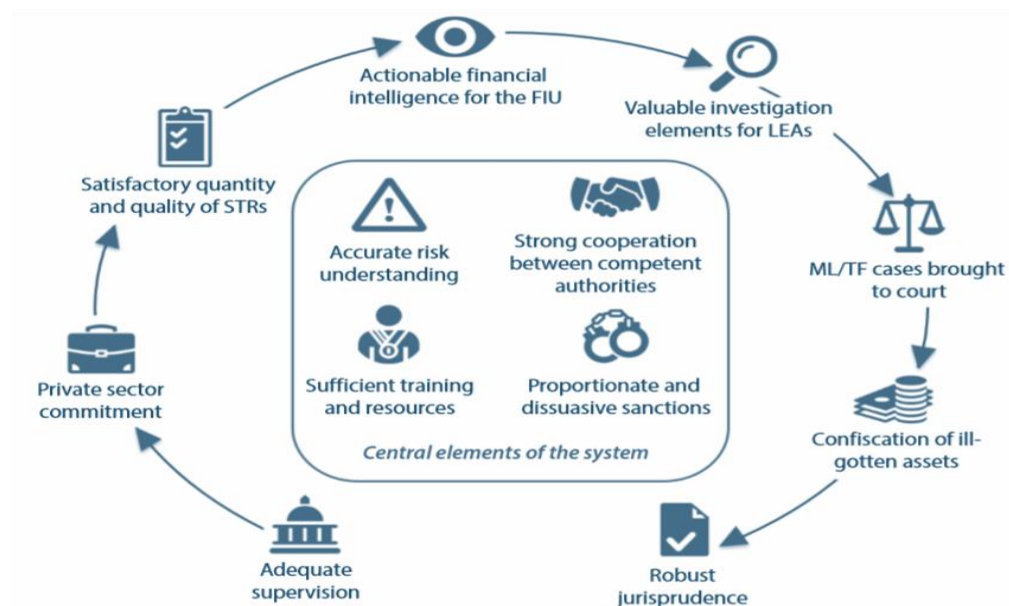 Actionable financial
intelligence for the FIU
Valuable investigation
elements for LEAs
Satisfactory quantity
and quality of STRs
Accurate risk
understanding
Strong cooperation
between competent
authorities
ML/TF cases brought
to court
Private sector
commitment
Sufficient training
and resources
Proportionate and
dissuasive sanctions
Confiscation of ill-
gotten assets
Central elements of the system
Adequate
supervision
Robust
jurisprudence